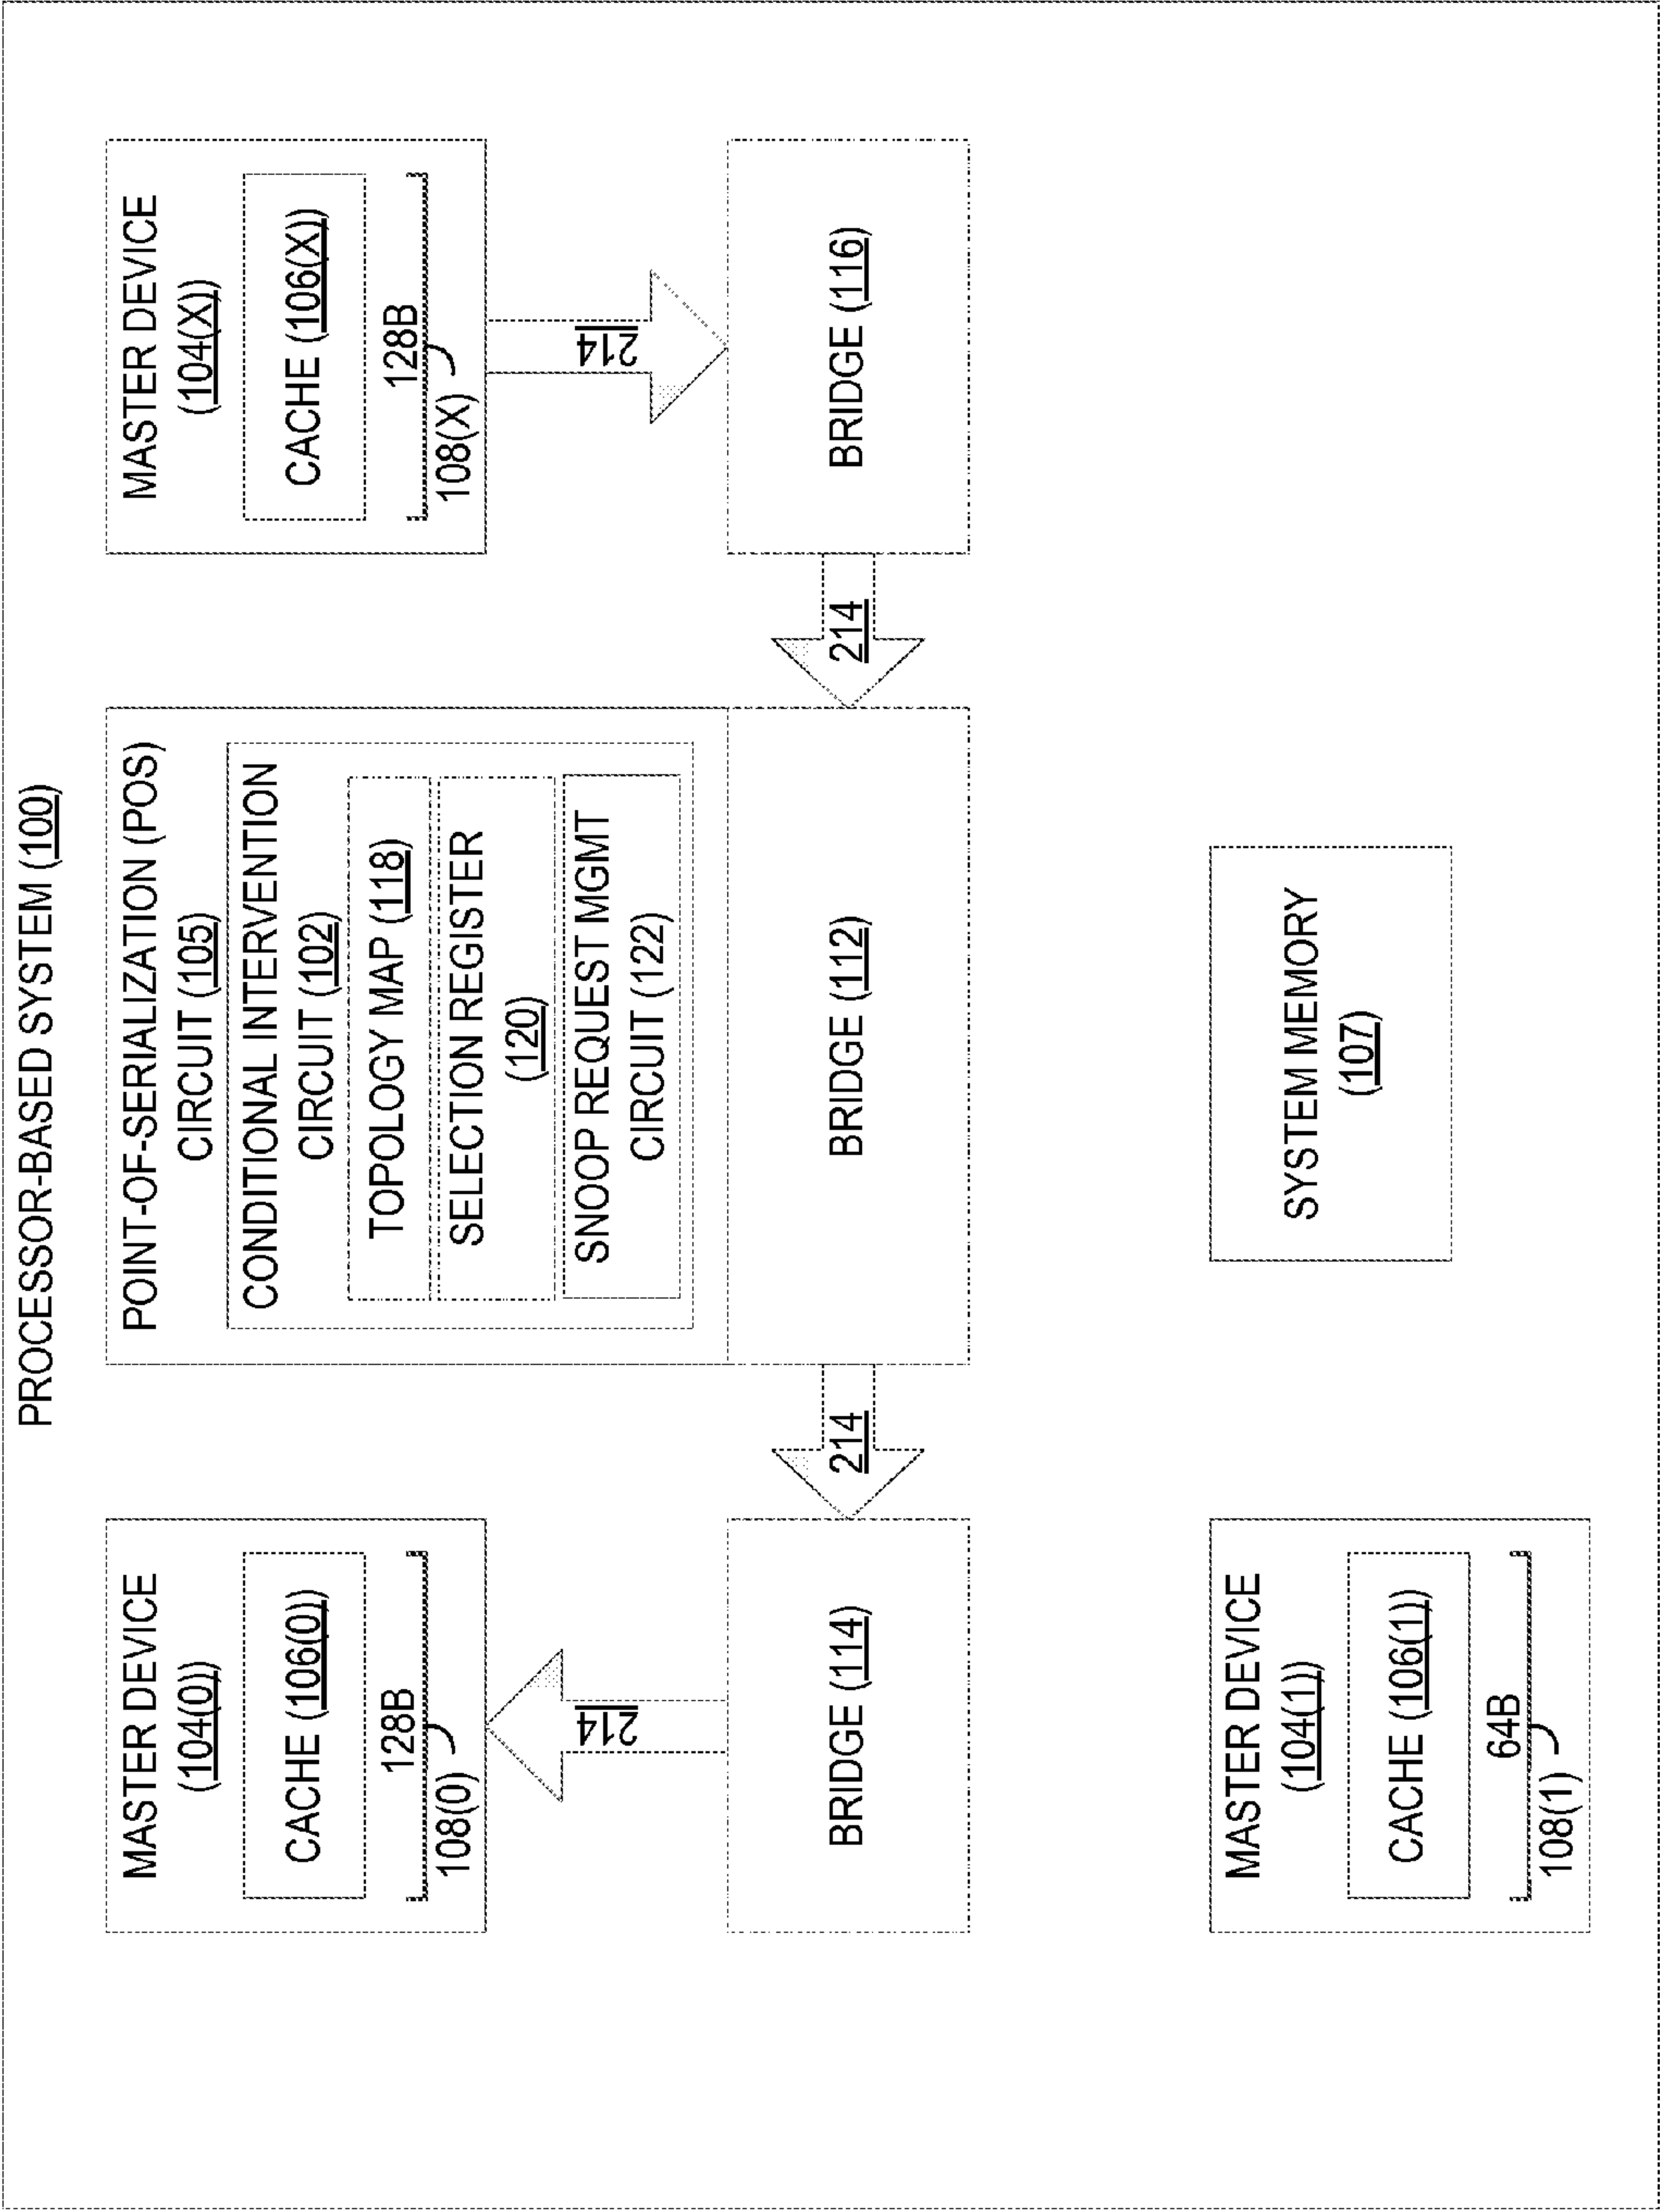 PROCESSOR-BASED SYSTEM (100)
MASTER DEVICE
(104(0))
CACHE (106(0))
128B
108(0)
214
BRIDGE (114)
214
POINT-OF-SERIALIZATION (POS)
CIRCUIT (105)
CONDITIONAL INTERVENTION
CIRCUIT (102)
TOPOLOGY MAP (118)
SELECTION REGISTER
(120)
SNOOP REQUEST MGMT
CIRCUIT (122)
BRIDGE (112)
214
MASTER DEVICE
(104(X))
CACHE (106(X))
128B
108(X)
214
BRIDGE (116)
MASTER DEVICE
(104(1))
CACHE (106(1))
64B
108(1)
SYSTEM MEMORY
(107)